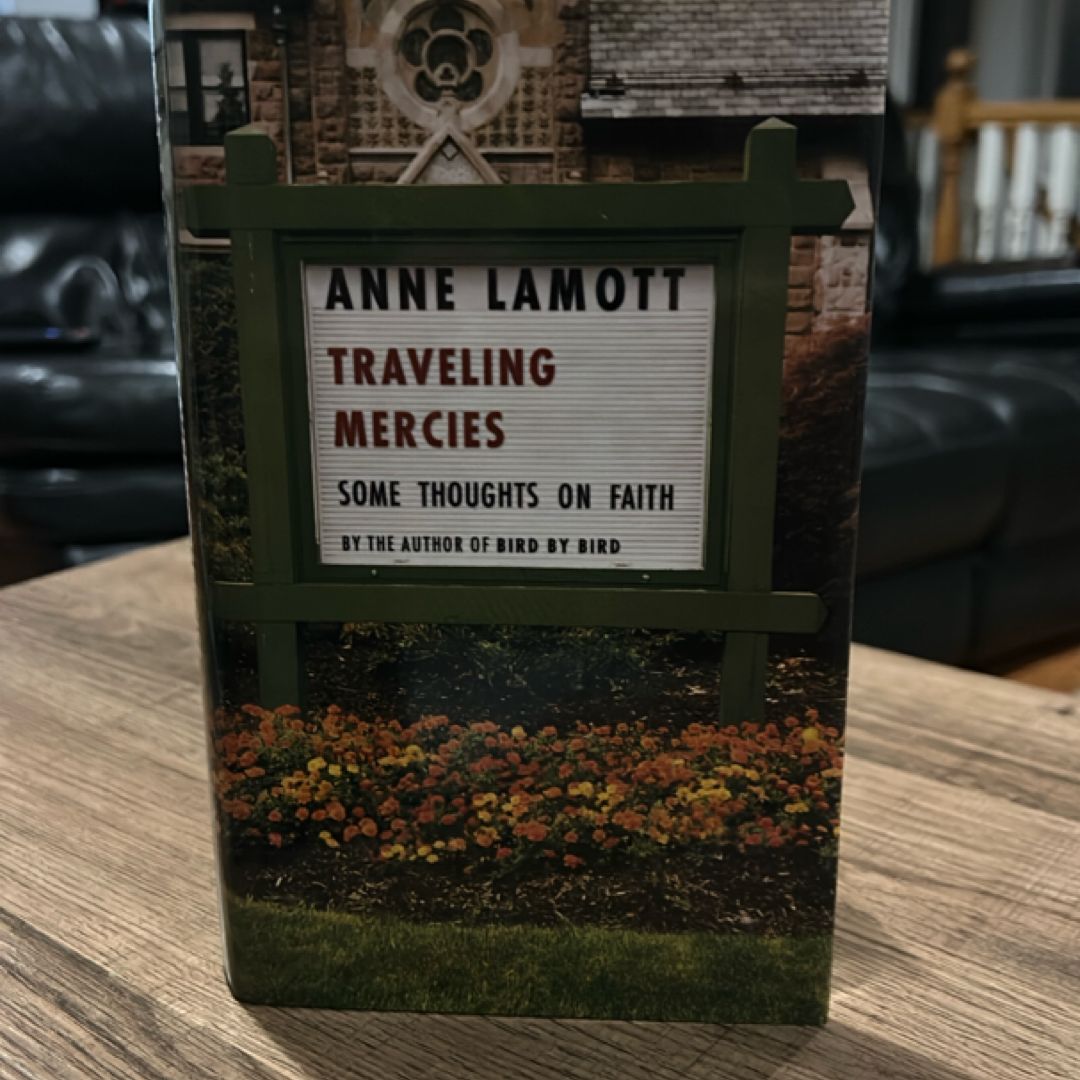 ANNE LAMOTT
TRAVELING
MERCIES
SOME THOUGHTS ON FAITH
BY THE AUTHOR OF BIRD BY BIRD